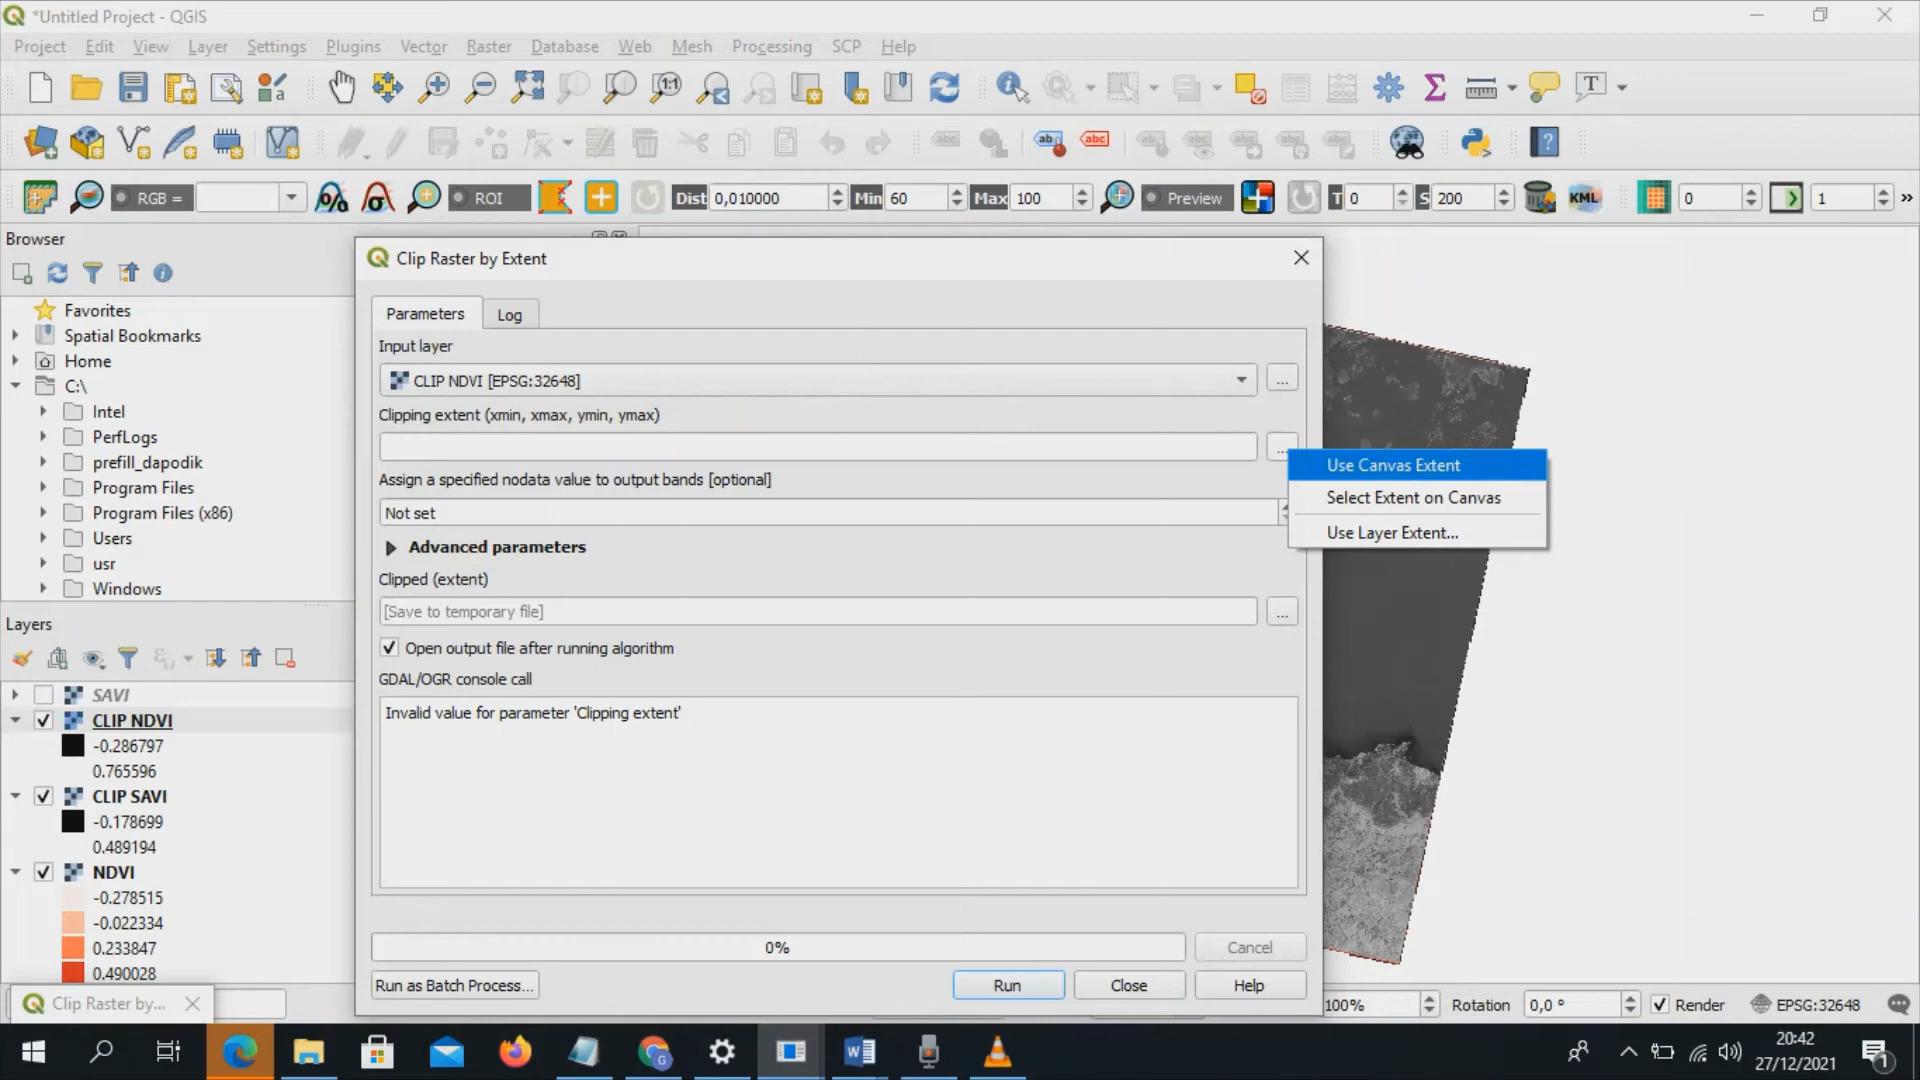 *Untitled Project - QGIS
Project Edit View Layer Settings Plugins Vector Raster Database Web Mesh Processing SCP Help
RGB = ROI Dist 0,010000 Min 60 Max 100 Preview T 0 S 200 KML 0 1 »
Browser
Favorites
Spatial Bookmarks
Home
C:\
Intel
PerfLogs
prefill_dapodik
Program Files
Program Files (x86)
Users
usr
Windows
Layers
SAVI
CLIP NDVI
-0.286797
0.765596
CLIP SAVI
-0.178699
0.489194
NDVI
-0.278515
-0.022334
0.233847
0.490028
Clip Raster by...
Clip Raster by Extent
Parameters Log
Input layer
CLIP NDVI [EPSG:32648]
...
Clipping extent (xmin, xmax, ymin, ymax)
...
Use Canvas Extent
Select Extent on Canvas
Use Layer Extent...
Assign a specified nodata value to output bands [optional]
Not set
Advanced parameters
Clipped (extent)
[Save to temporary file]
...
Open output file after running algorithm
GDAL/OGR console call
Invalid value for parameter 'Clipping extent'
0%
Cancel
Run as Batch Process...
Run
Close
Help
100% Rotation 0,0 ° Render EPSG:32648
20:42
27/12/2021
1